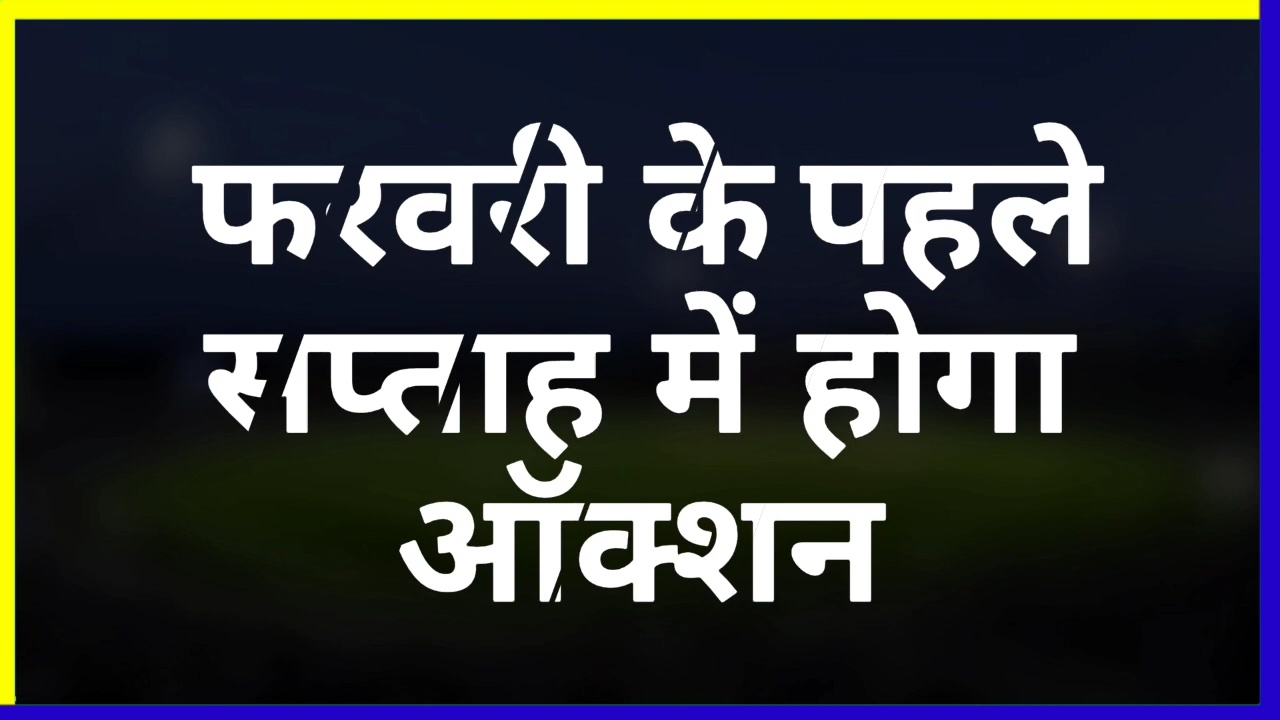 फरवरी के पहले
सप्ताह में होगा
ऑक्शन